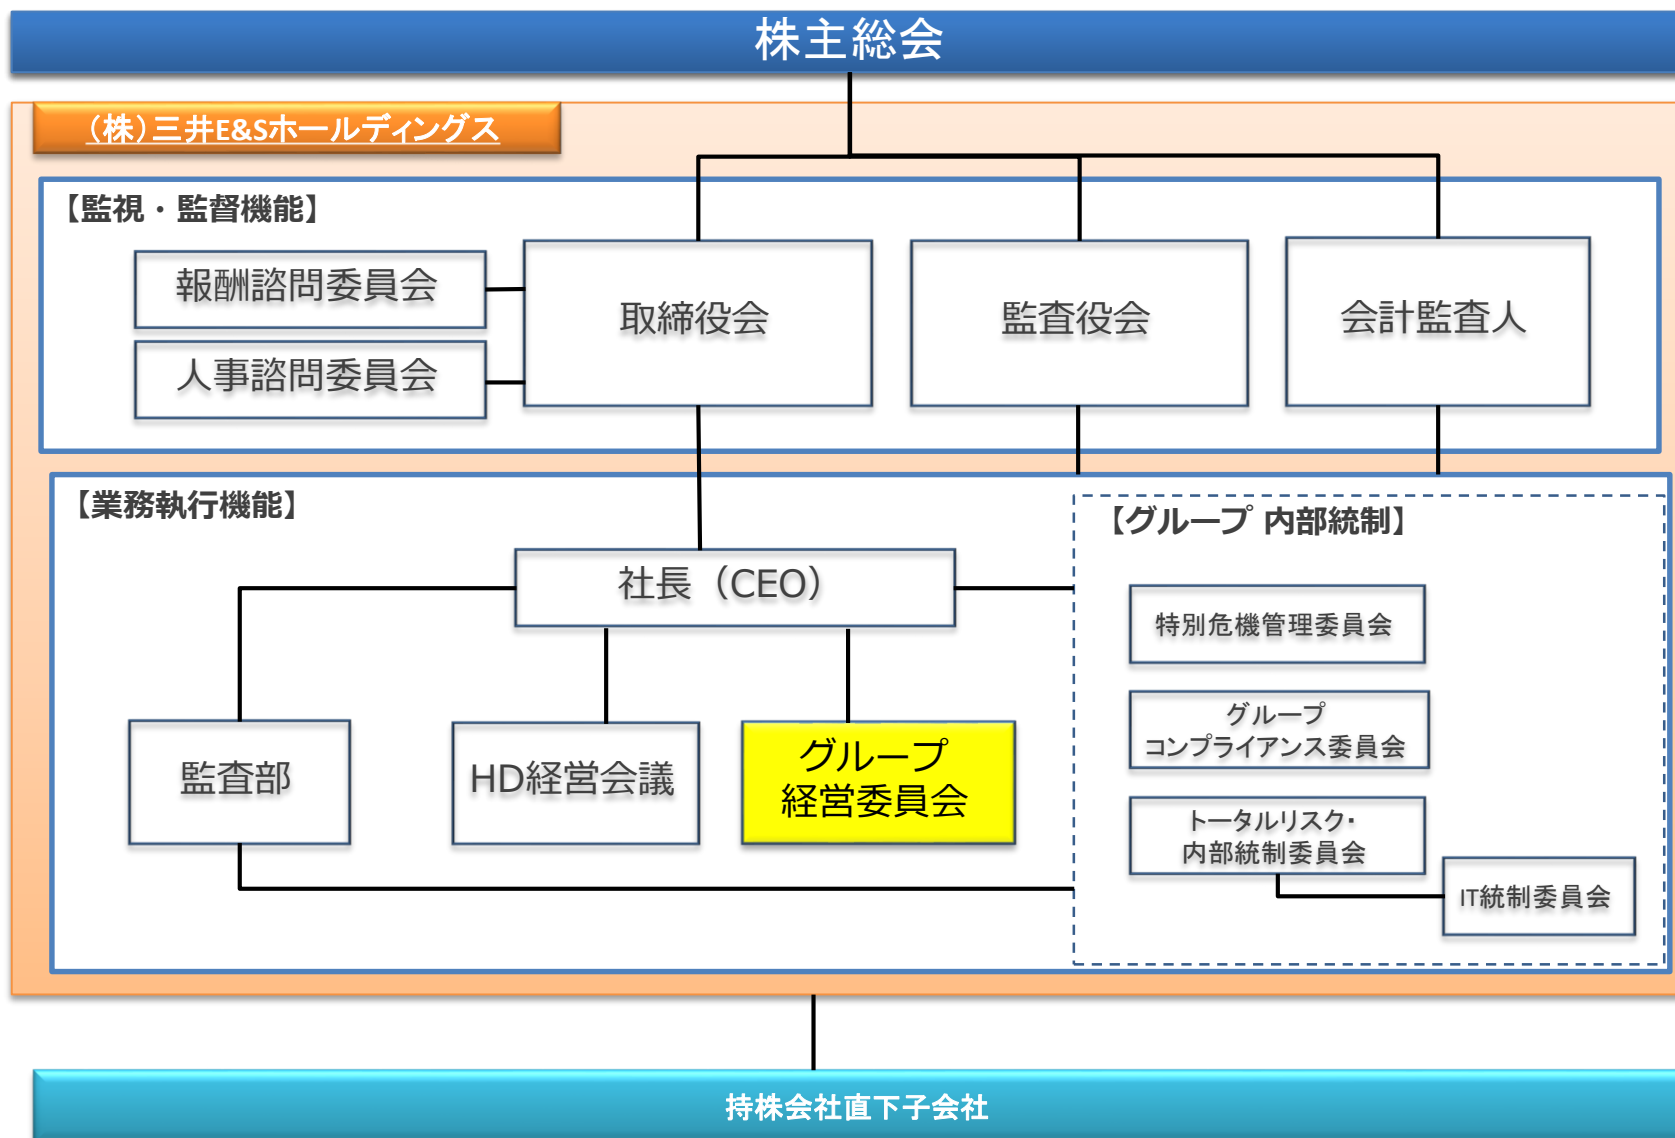 株主総会
（株）三井E&Sホールディングス
【監視・監督機能】
報酬諮問委員会
人事諮問委員会
取締役会
監査役会
会計監査人
【業務執行機能】
社長（CEO）
監査部
HD経営会議
グループ
経営委員会
【グループ 内部統制】
特別危機管理委員会
グループ
コンプライアンス委員会
トータルリスク・
内部統制委員会
IT統制委員会
持株会社直下子会社